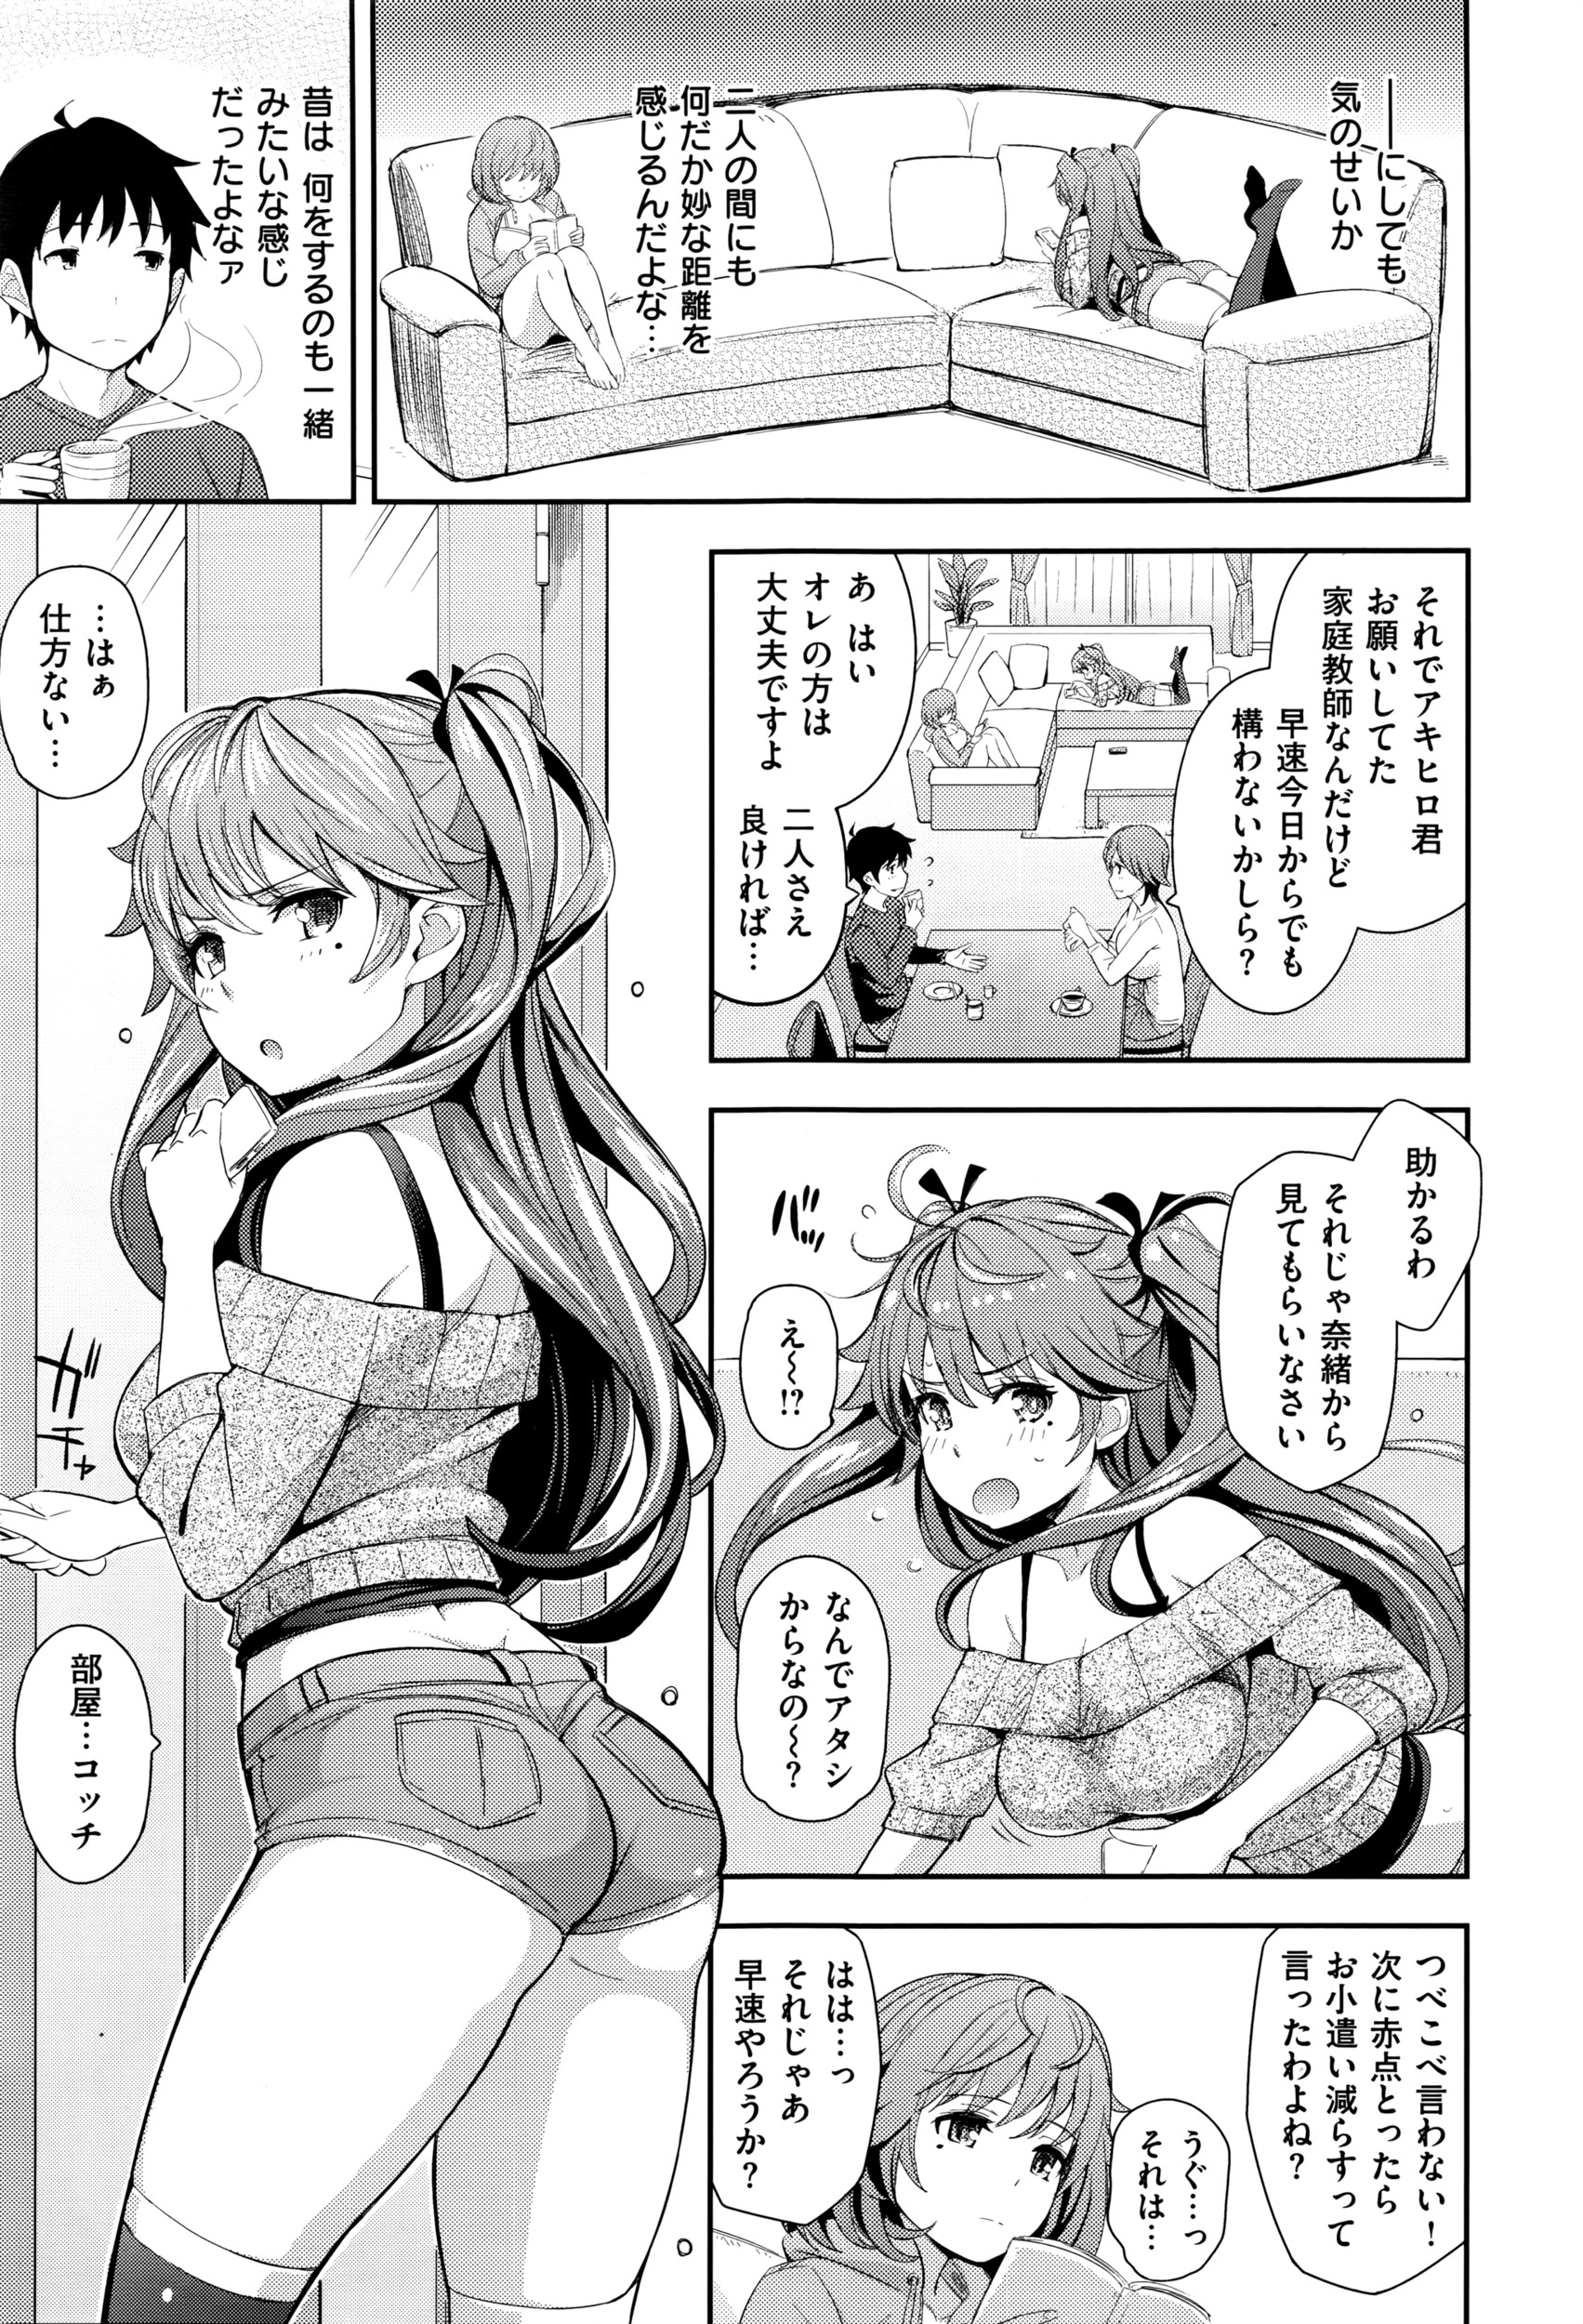 ──にしても
気のせいか
二人の間にも
何だか妙な距離を
感じるんだよな…
昔は 何をするのも一緒
みたいな感じ
だったよなァ
それでアキヒロ君
お願いしてた
家庭教師なんだけど
早速今日からでも
構わないかしら?
あ はい
オレの方は
大丈夫ですよ
二人さえ
良ければ…
助かるわ
それじゃ奈緒から
見てもらいなさい
バッ
え〜!?
なんでアタシ
からなの〜?
つべこべ言わない!
次に赤点とったら
お小遣い減らすって
言ったわよね?
うぐ…っ
それは…
はは…っ
それじゃあ
早速やろうか?
…はぁ
仕方ない…
ガチャ
部屋…コッチ